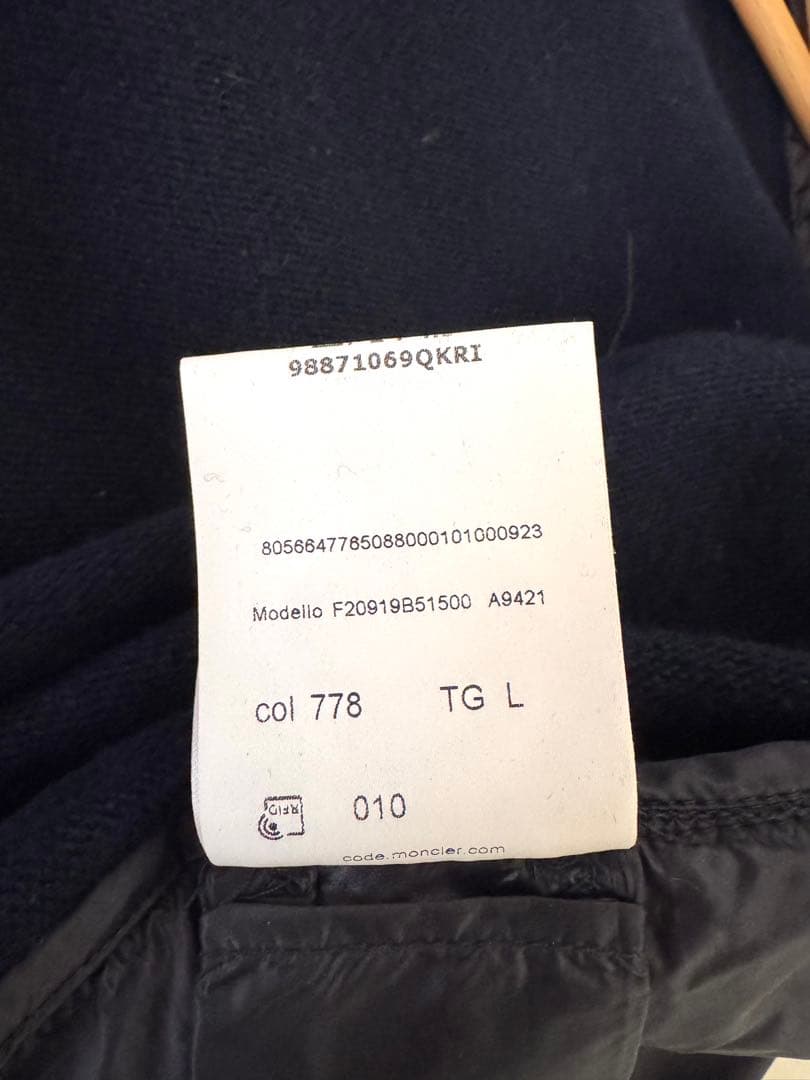 98871069QKRI
8056647765088000101000923
Modello F20919B51500 A9421
col 778 TG L
RFID 010
code.moncler.com